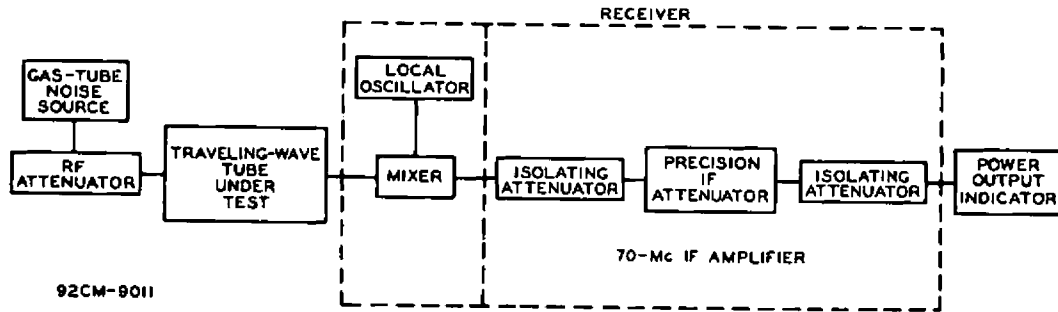 RECEIVER
GAS-TUBE
NOISE
SOURCE
RF
ATTENUATOR
TRAVELING-WAVE
TUBE
UNDER
TEST
LOCAL
OSCILLATOR
MIXER
ISOLATING
ATTENUATOR
PRECISION
IF
ATTENUATOR
ISOLATING
ATTENUATOR
POWER
OUTPUT
INDICATOR
70-Mc IF AMPLIFIER
92CM-9011